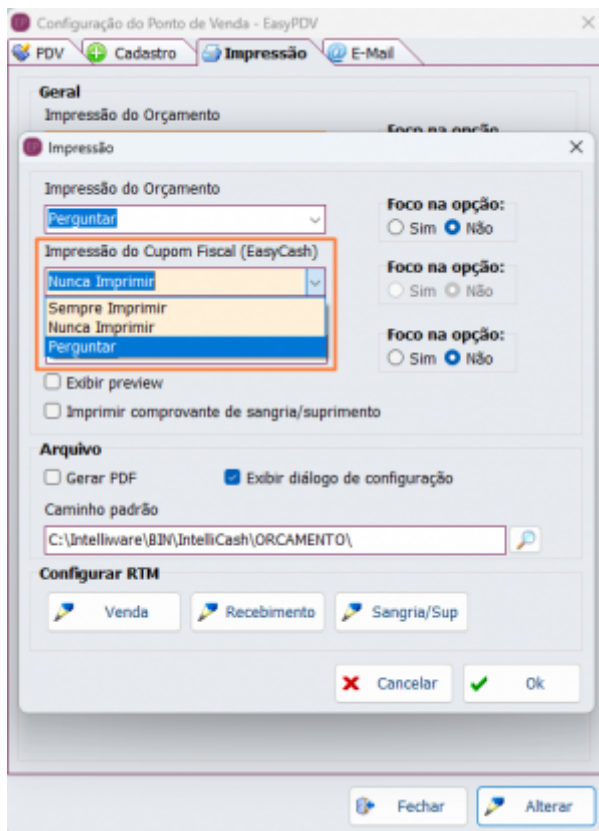 Configuração do Ponto de Venda - EasyPDV
PDV Cadastro Impressão E-Mail
Geral
Impressão do Orçamento
Foco na opção
Impressão
Impressão do Orçamento
Foco na opção:
Perguntar
Sim Não
Impressão do Cupom Fiscal (EasyCash)
Foco na opção:
Nunca Imprimir
Sim Não
Sempre Imprimir
Nunca Imprimir
Foco na opção:
Perguntar
Sim Não
Exibir preview
Imprimir comprovante de sangria/suprimento
Arquivo
Gerar PDF Exibir diálogo de configuração
Caminho padrão
C:\Intelliware\BIN\IntelliCash\ORCAMENTO\
Configurar RTM
Venda Recebimento Sangria/Sup
Cancelar Ok
Fechar Alterar